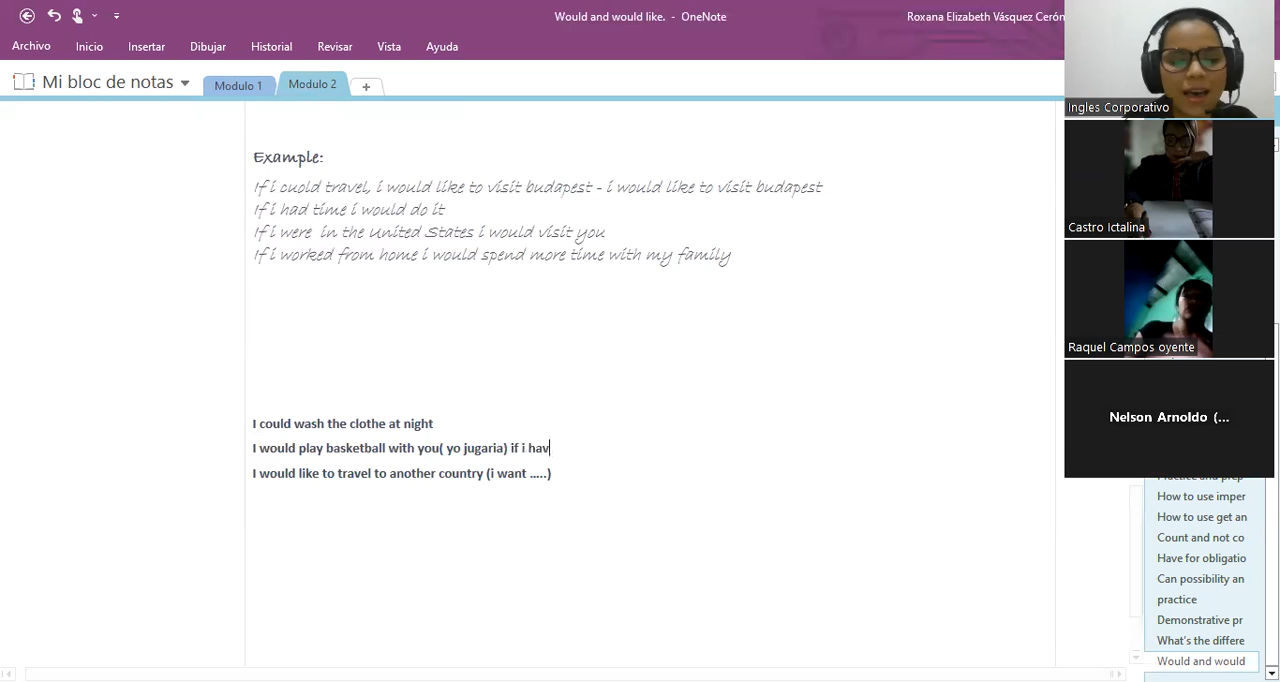 Would and would like. - OneNote
Roxana Elizabeth Vásquez Cerón
Archivo Inicio Insertar Dibujar Historial Revisar Vista Ayuda
Mi bloc de notas
Modulo 1
Modulo 2
Example:
If i cuold travel, i would like to visit budapest - i would like to visit budapest
If i had time i would do it
If i were in the United States i would visit you
If i worked from home i would spend more time with my family
I could wash the clothe at night
I would play basketball with you( yo jugaria) if i hav
I would like to travel to another country (i want .....)
Ingles Corporativo
Castro Ictalina
Raquel Campos oyente
Nelson Arnoldo (...
Practice and prep
How to use imper
How to use get an
Count and not co
Have for obligatio
Can possibility an
practice
Demonstrative pr
What's the differe
Would and would